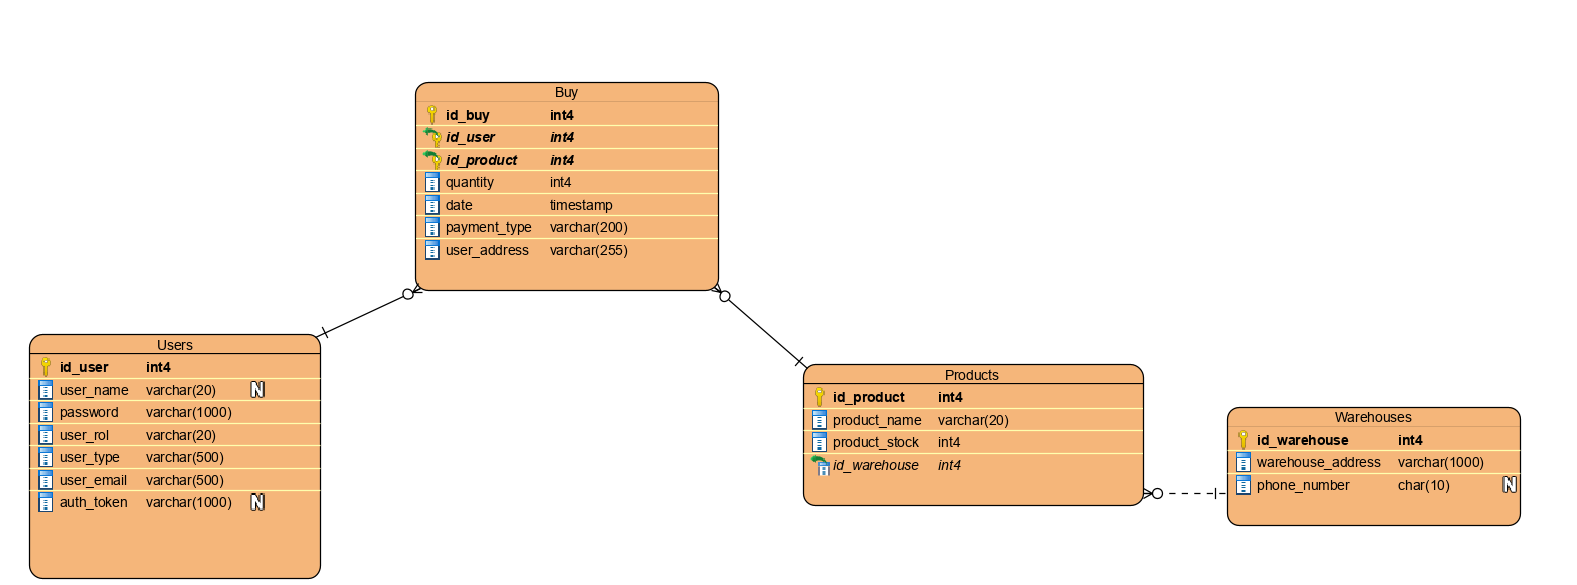 Buy
id_buy int4
id_user int4
id_product int4
quantity int4
date timestamp
payment_type varchar(200)
user_address varchar(255)
Users
id_user int4
user_name varchar(20) N
password varchar(1000)
user_rol varchar(20)
user_type varchar(500)
user_email varchar(500)
auth_token varchar(1000) N
Products
id_product int4
product_name varchar(20)
product_stock int4
id_warehouse int4
Warehouses
id_warehouse int4
warehouse_address varchar(1000)
phone_number char(10) N